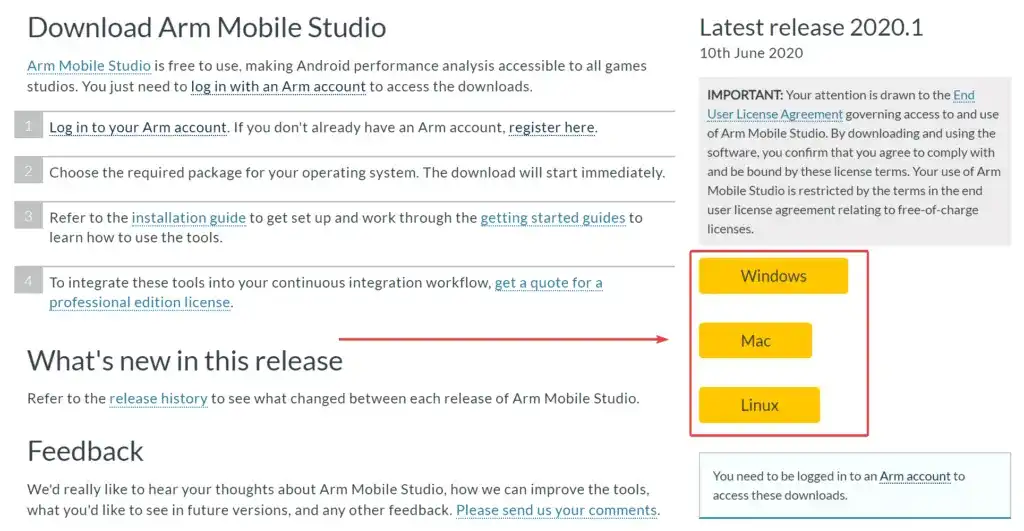 Download Arm Mobile Studio
Arm Mobile Studio is free to use, making Android performance analysis accessible to all games
studios. You just need to log in with an Arm account to access the downloads.
1 Log in to your Arm account. If you don't already have an Arm account, register here.
2 Choose the required package for your operating system. The download will start immediately.
3 Refer to the installation guide to get set up and work through the getting started guides to
learn how to use the tools.
4 To integrate these tools into your continuous integration workflow, get a quote for a
professional edition license.
What's new in this release
Refer to the release history to see what changed between each release of Arm Mobile Studio.
Feedback
We'd really like to hear your thoughts about Arm Mobile Studio, how we can improve the tools,
what you'd like to see in future versions, and any other feedback. Please send us your comments.
Latest release 2020.1
10th June 2020
IMPORTANT: Your attention is drawn to the End
User License Agreement governing access to and use
of Arm Mobile Studio. By downloading and using the
software, you confirm that you agree to comply with
and be bound by these license terms. Your use of Arm
Mobile Studio is restricted by the terms in the end
user license agreement relating to free-of-charge
licenses.
Windows
Mac
Linux
You need to be logged in to an Arm account to
access these downloads.